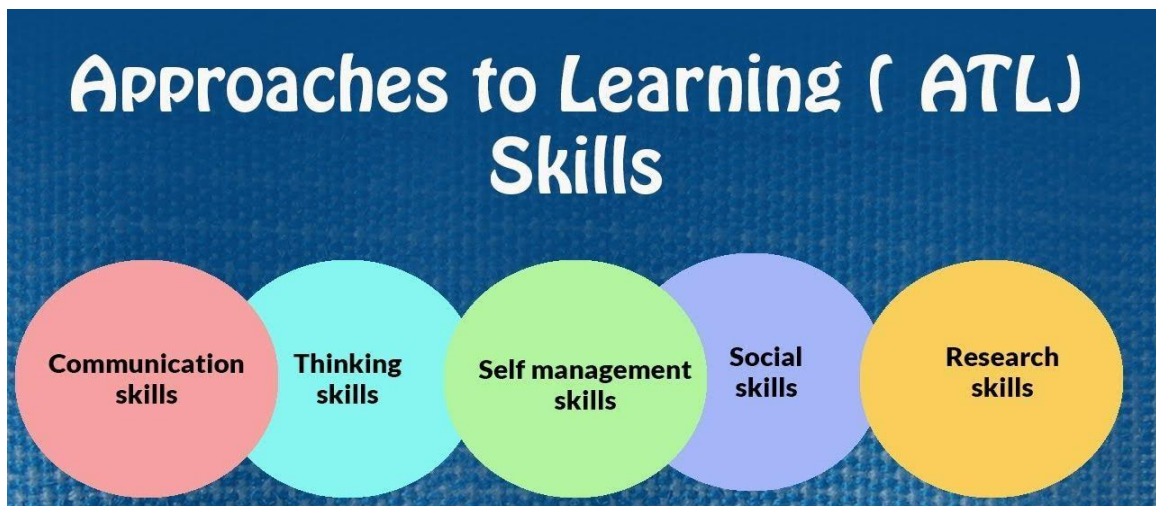 Approaches to Learning ( ATL)
Skills
Communication
skills
Thinking
skills
Self management
skills
Social
skills
Research
skills